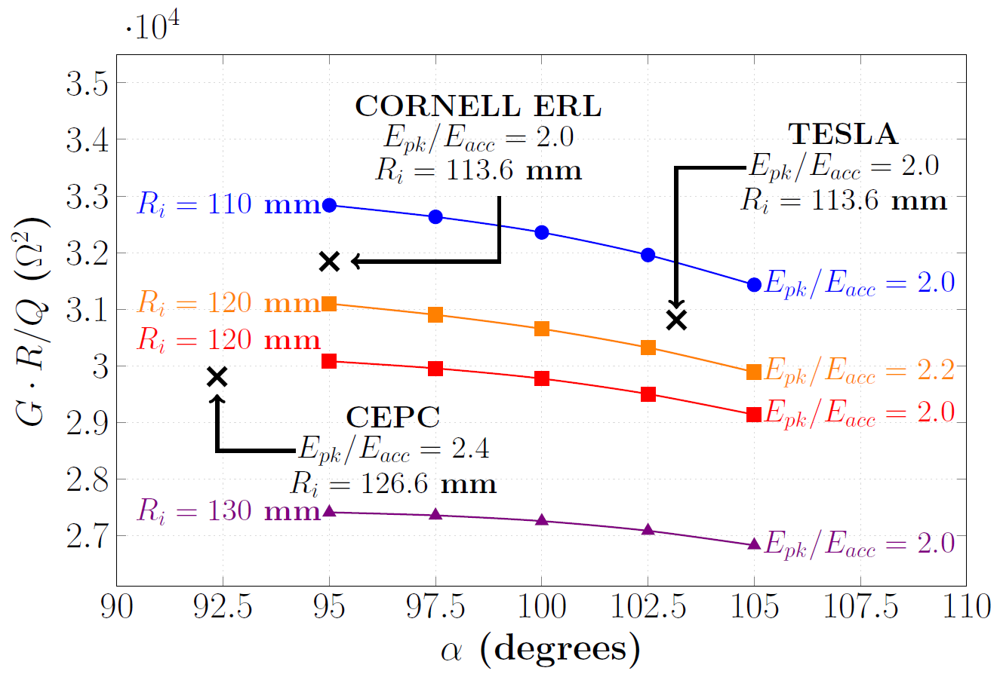 ·10⁴
3.5
3.4
3.3
3.2
3.1
3
2.9
2.8
2.7
G · R/Q (Ω²)
CORNELL ERL
E_pk/E_acc = 2.0
R_i = 113.6 mm
TESLA
E_pk/E_acc = 2.0
R_i = 113.6 mm
R_i = 110 mm
E_pk/E_acc = 2.0
R_i = 120 mm
R_i = 120 mm
E_pk/E_acc = 2.2
E_pk/E_acc = 2.0
CEPC
E_pk/E_acc = 2.4
R_i = 126.6 mm
R_i = 130 mm
E_pk/E_acc = 2.0
90 92.5 95 97.5 100 102.5 105 107.5 110
α (degrees)